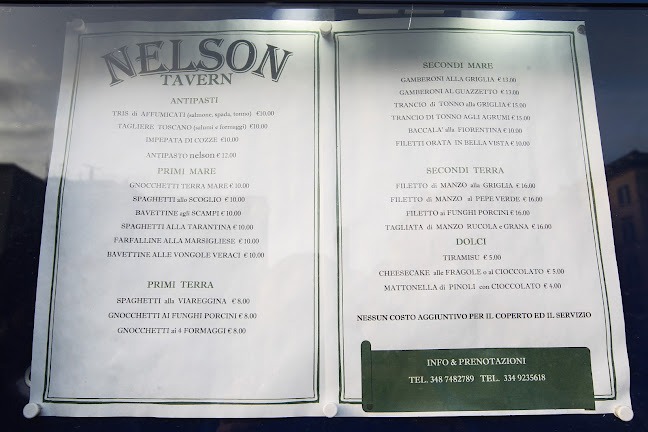 NELSON
TAVERN
ANTIPASTI
TRIS di AFFUMICATI (salmone, spada, tonno) €10.00
TAGLIERE TOSCANO (salumi e formaggi) €10.00
IMPEPATA DI COZZE €10.00
ANTIPASTO nelson € 12.00
PRIMI MARE
GNOCCHETTI TERRA MARE € 10.00
SPAGHETTI allo SCOGLIO € 10.00
BAVETTINE agli SCAMPI € 10.00
SPAGHETTI ALLA TARANTINA € 10.00
FARFALLINE ALLA MARSIGLIESE € 10.00
BAVETTINE ALLE VONGOLE VERACI € 10.00
PRIMI TERRA
SPAGHETTI alla VIAREGGINA € 8.00
GNOCCHETTI AI FUNGHI PORCINI € 8.00
GNOCCHETTI ai 4 FORMAGGI € 8.00
SECONDI MARE
GAMBERONI ALLA GRIGLIA € 13.00
GAMBERONI AL GUAZZETTO € 13.00
TRANCIO di TONNO alla GRIGLIA € 15.00
TRANCIO DI TONNO AGLI AGRUMI € 15.00
BACCALA' alla FIORENTINA € 10.00
FILETTI ORATA IN BELLA VISTA € 10.00
SECONDI TERRA
FILETTO di MANZO alla GRIGLIA € 16.00
FILETTO di MANZO al PEPE VERDE € 16.00
FILETTO ai FUNGHI PORCINI € 16.00
TAGLIATA di MANZO RUCOLA e GRANA € 16.00
DOLCI
TIRAMISU € 5.00
CHEESECAKE alle FRAGOLE o al CIOCCOLATO € 5.00
MATTONELLA di PINOLI con CIOCCOLATO € 4.00
NESSUN COSTO AGGIUNTIVO PER IL COPERTO ED IL SERVIZIO
INFO & PRENOTAZIONI
TEL. 348 7482789 TEL. 334 9235618